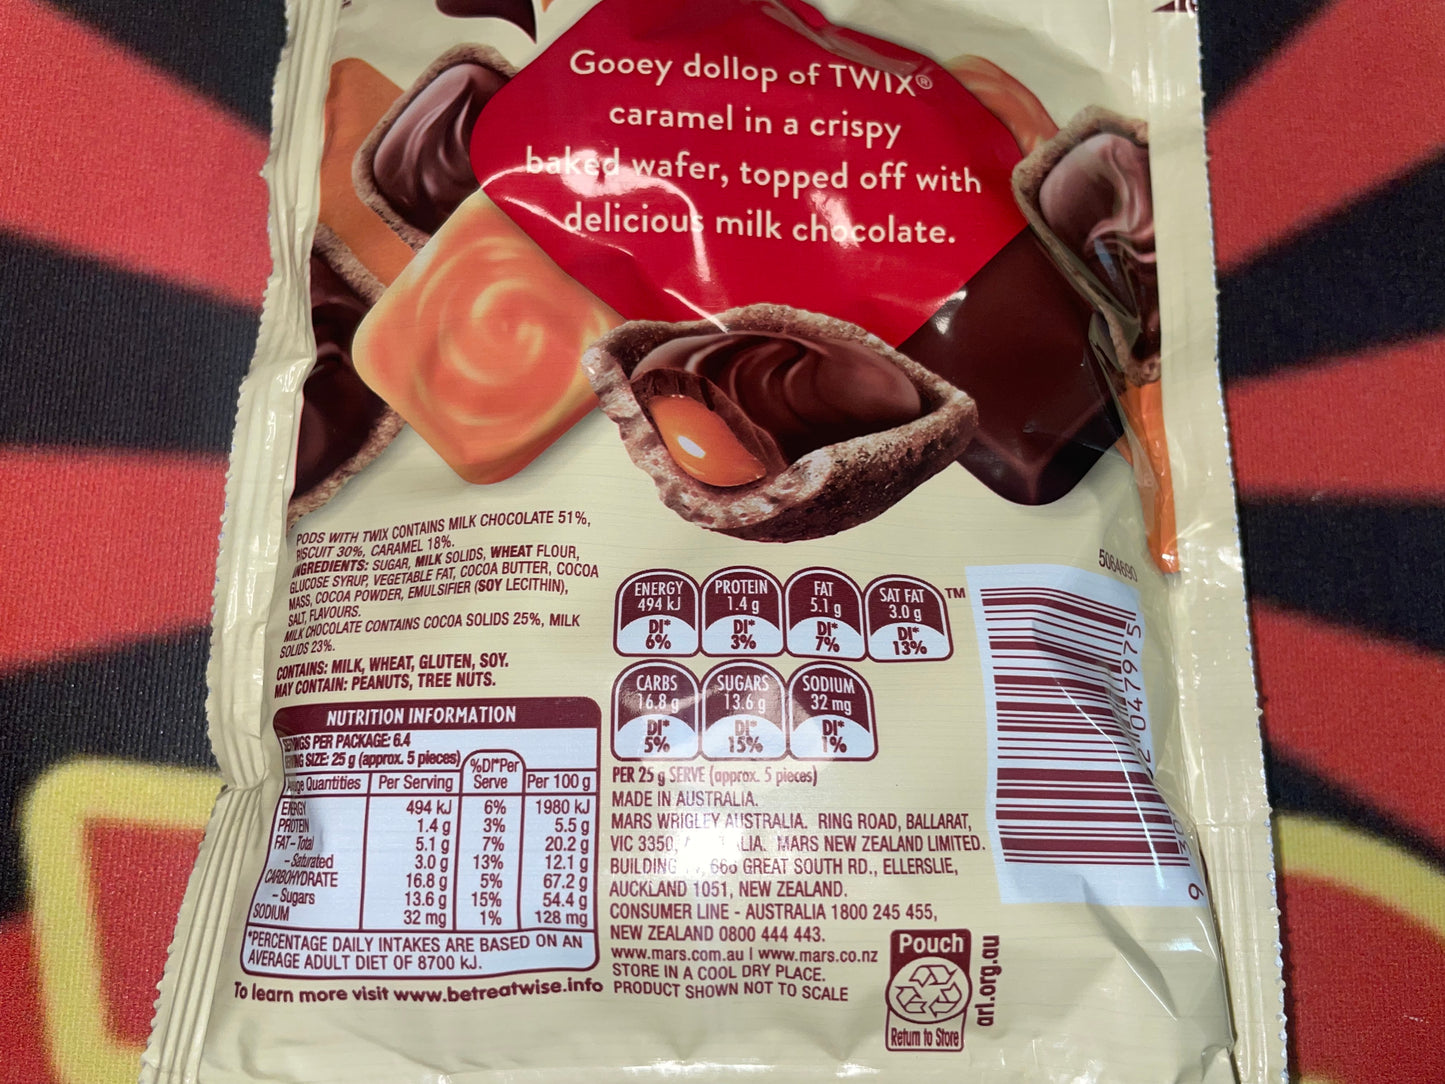 Gooey dollop of TWIX®
caramel in a crispy
baked wafer, topped off with
delicious milk chocolate.
PODS WITH TWIX CONTAINS MILK CHOCOLATE 51%,
BISCUIT 30%, CARAMEL 18%.
INGREDIENTS: SUGAR, MILK SOLIDS, WHEAT FLOUR,
GLUCOSE SYRUP, VEGETABLE FAT, COCOA BUTTER, COCOA
MASS, COCOA POWDER, EMULSIFIER (SOY LECITHIN),
SALT, FLAVOURS.
MILK CHOCOLATE CONTAINS COCOA SOLIDS 25%, MILK
SOLIDS 23%.
CONTAINS: MILK, WHEAT, GLUTEN, SOY.
MAY CONTAIN: PEANUTS, TREE NUTS.
NUTRITION INFORMATION
SERVINGS PER PACKAGE: 6.4
SERVING SIZE: 25 g (approx. 5 pieces)
%DI*Per
Quantities Per Serving Serve Per 100 g
ENERGY 494 kJ 6% 1980 kJ
PROTEIN 1.4 g 3% 5.5 g
FAT - Total 5.1 g 7% 20.2 g
- Saturated 3.0 g 13% 12.1 g
CARBOHYDRATE 16.8 g 5% 67.2 g
- Sugars 13.6 g 15% 54.4 g
SODIUM 32 mg 1% 128 mg
*PERCENTAGE DAILY INTAKES ARE BASED ON AN
AVERAGE ADULT DIET OF 8700 kJ.
To learn more visit www.betreatwise.info
ENERGY 494 kJ DI* 6%
PROTEIN 1.4 g DI* 3%
FAT 5.1 g DI* 7%
SAT FAT 3.0 g DI* 13%
TM
CARBS 16.8 g DI* 5%
SUGARS 13.6 g DI* 15%
SODIUM 32 mg DI* 1%
PER 25 g SERVE (approx. 5 pieces)
MADE IN AUSTRALIA.
MARS WRIGLEY AUSTRALIA. RING ROAD, BALLARAT,
VIC 3350, MARS NEW ZEALAND LIMITED.
BUILDING 666 GREAT SOUTH RD., ELLERSLIE,
AUCKLAND 1051, NEW ZEALAND.
CONSUMER LINE - AUSTRALIA 1800 245 455,
NEW ZEALAND 0800 444 443.
www.mars.com.au | www.mars.co.nz
STORE IN A COOL DRY PLACE.
PRODUCT SHOWN NOT TO SCALE
Pouch
Return to Store
arl.org.au
5064690
047975